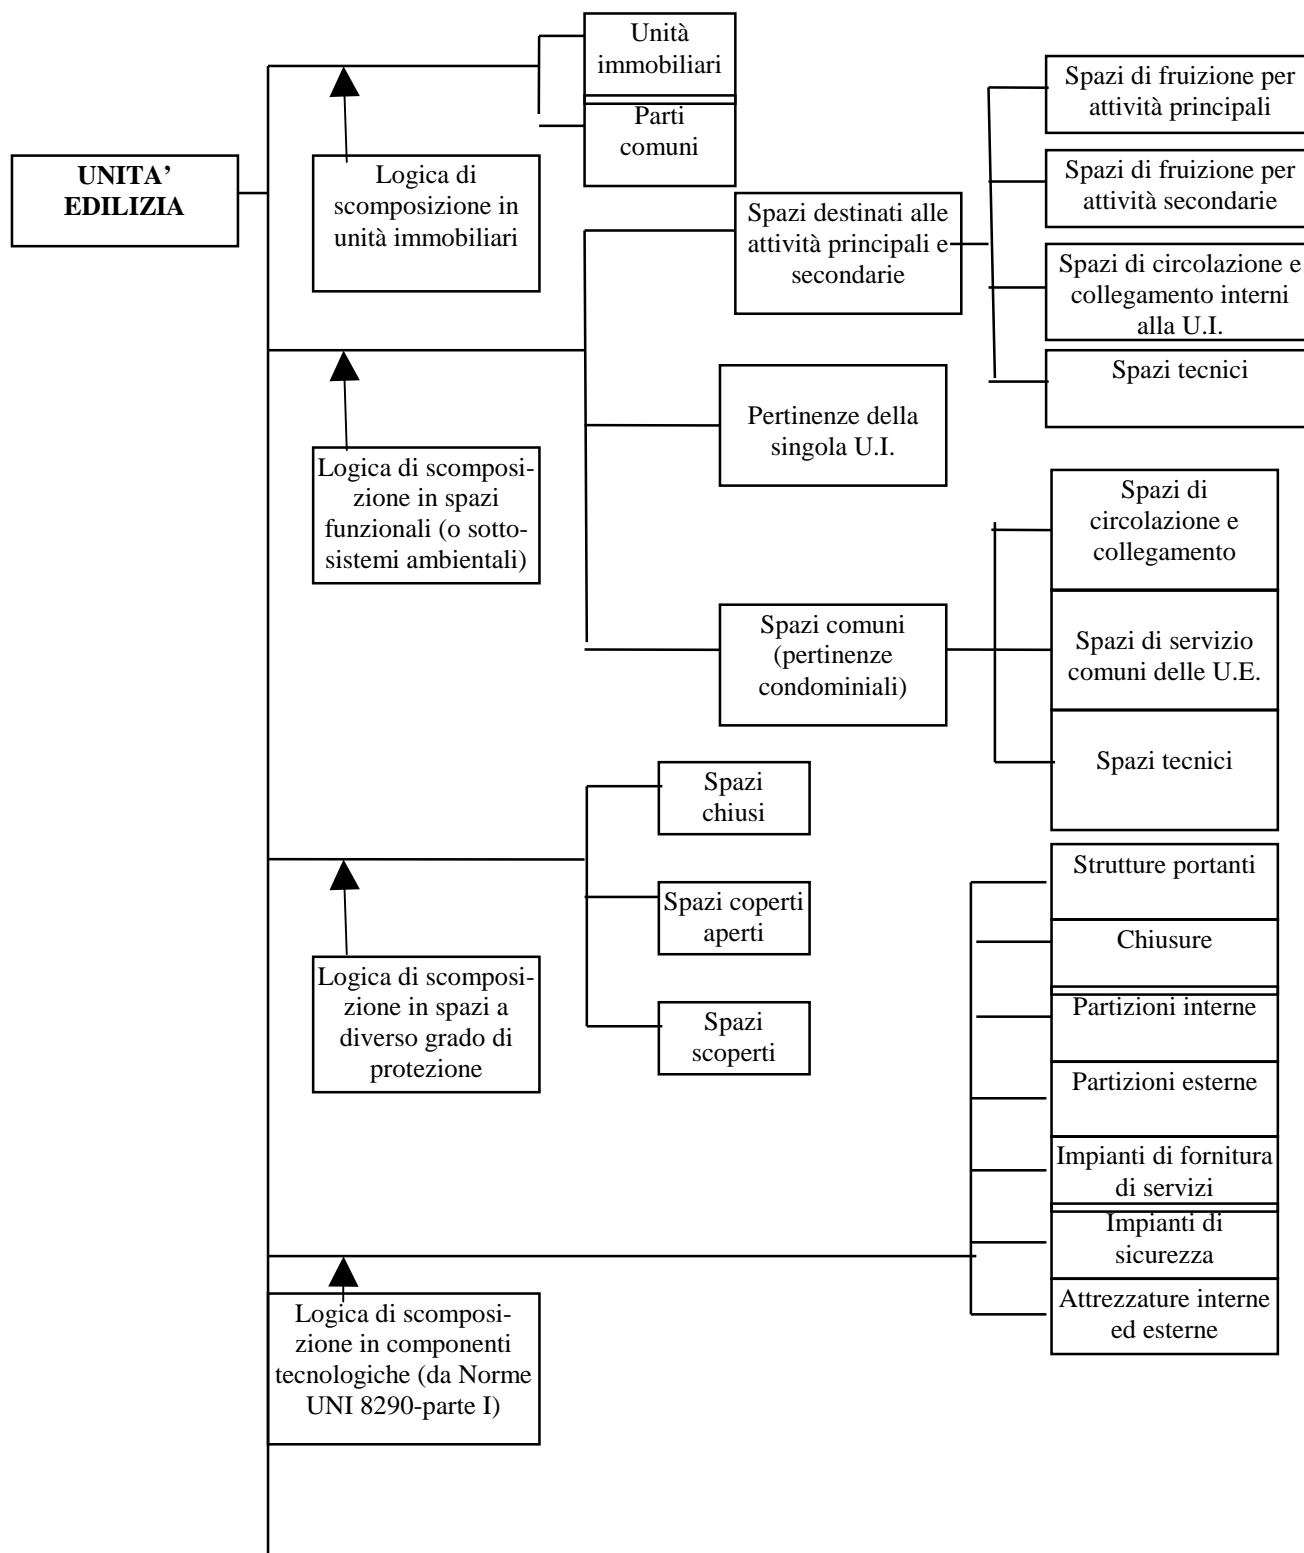 UNITA’
EDILIZIA
Logica di
scomposizione in
unità immobiliari
Unità
immobiliari
Parti
comuni
Logica di scomposi-
zione in spazi
funzionali (o sotto-
sistemi ambientali)
Spazi destinati alle
attività principali e
secondarie
Spazi di fruizione per
attività principali
Spazi di fruizione per
attività secondarie
Spazi di circolazione e
collegamento interni
alla U.I.
Spazi tecnici
Pertinenze della
singola U.I.
Spazi comuni
(pertinenze
condominiali)
Spazi di
circolazione e
collegamento
Spazi di servizio
comuni delle U.E.
Spazi tecnici
Logica di scomposi-
zione in spazi a
diverso grado di
protezione
Spazi
chiusi
Spazi coperti
aperti
Spazi
scoperti
Logica di scomposi-
zione in componenti
tecnologiche (da Norme
UNI 8290-parte I)
Strutture portanti
Chiusure
Partizioni interne
Partizioni esterne
Impianti di fornitura
di servizi
Impianti di
sicurezza
Attrezzature interne
ed esterne